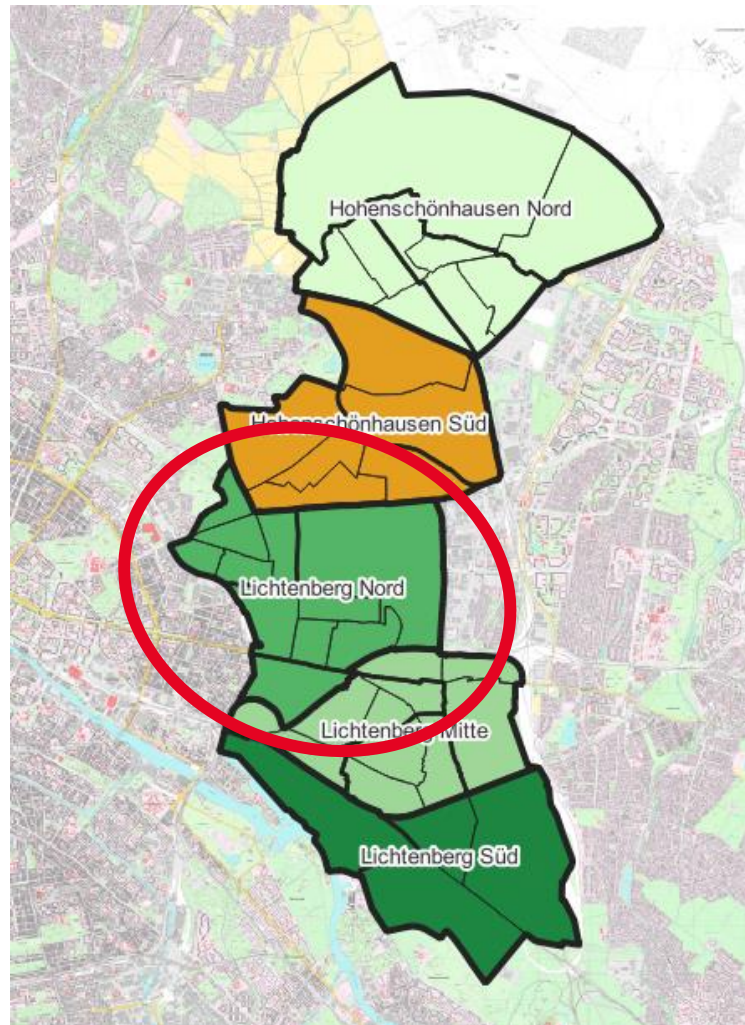 Hohenschönhausen Nord
Hohenschönhausen Süd
Lichtenberg Nord
Lichtenberg Mitte
Lichtenberg Süd